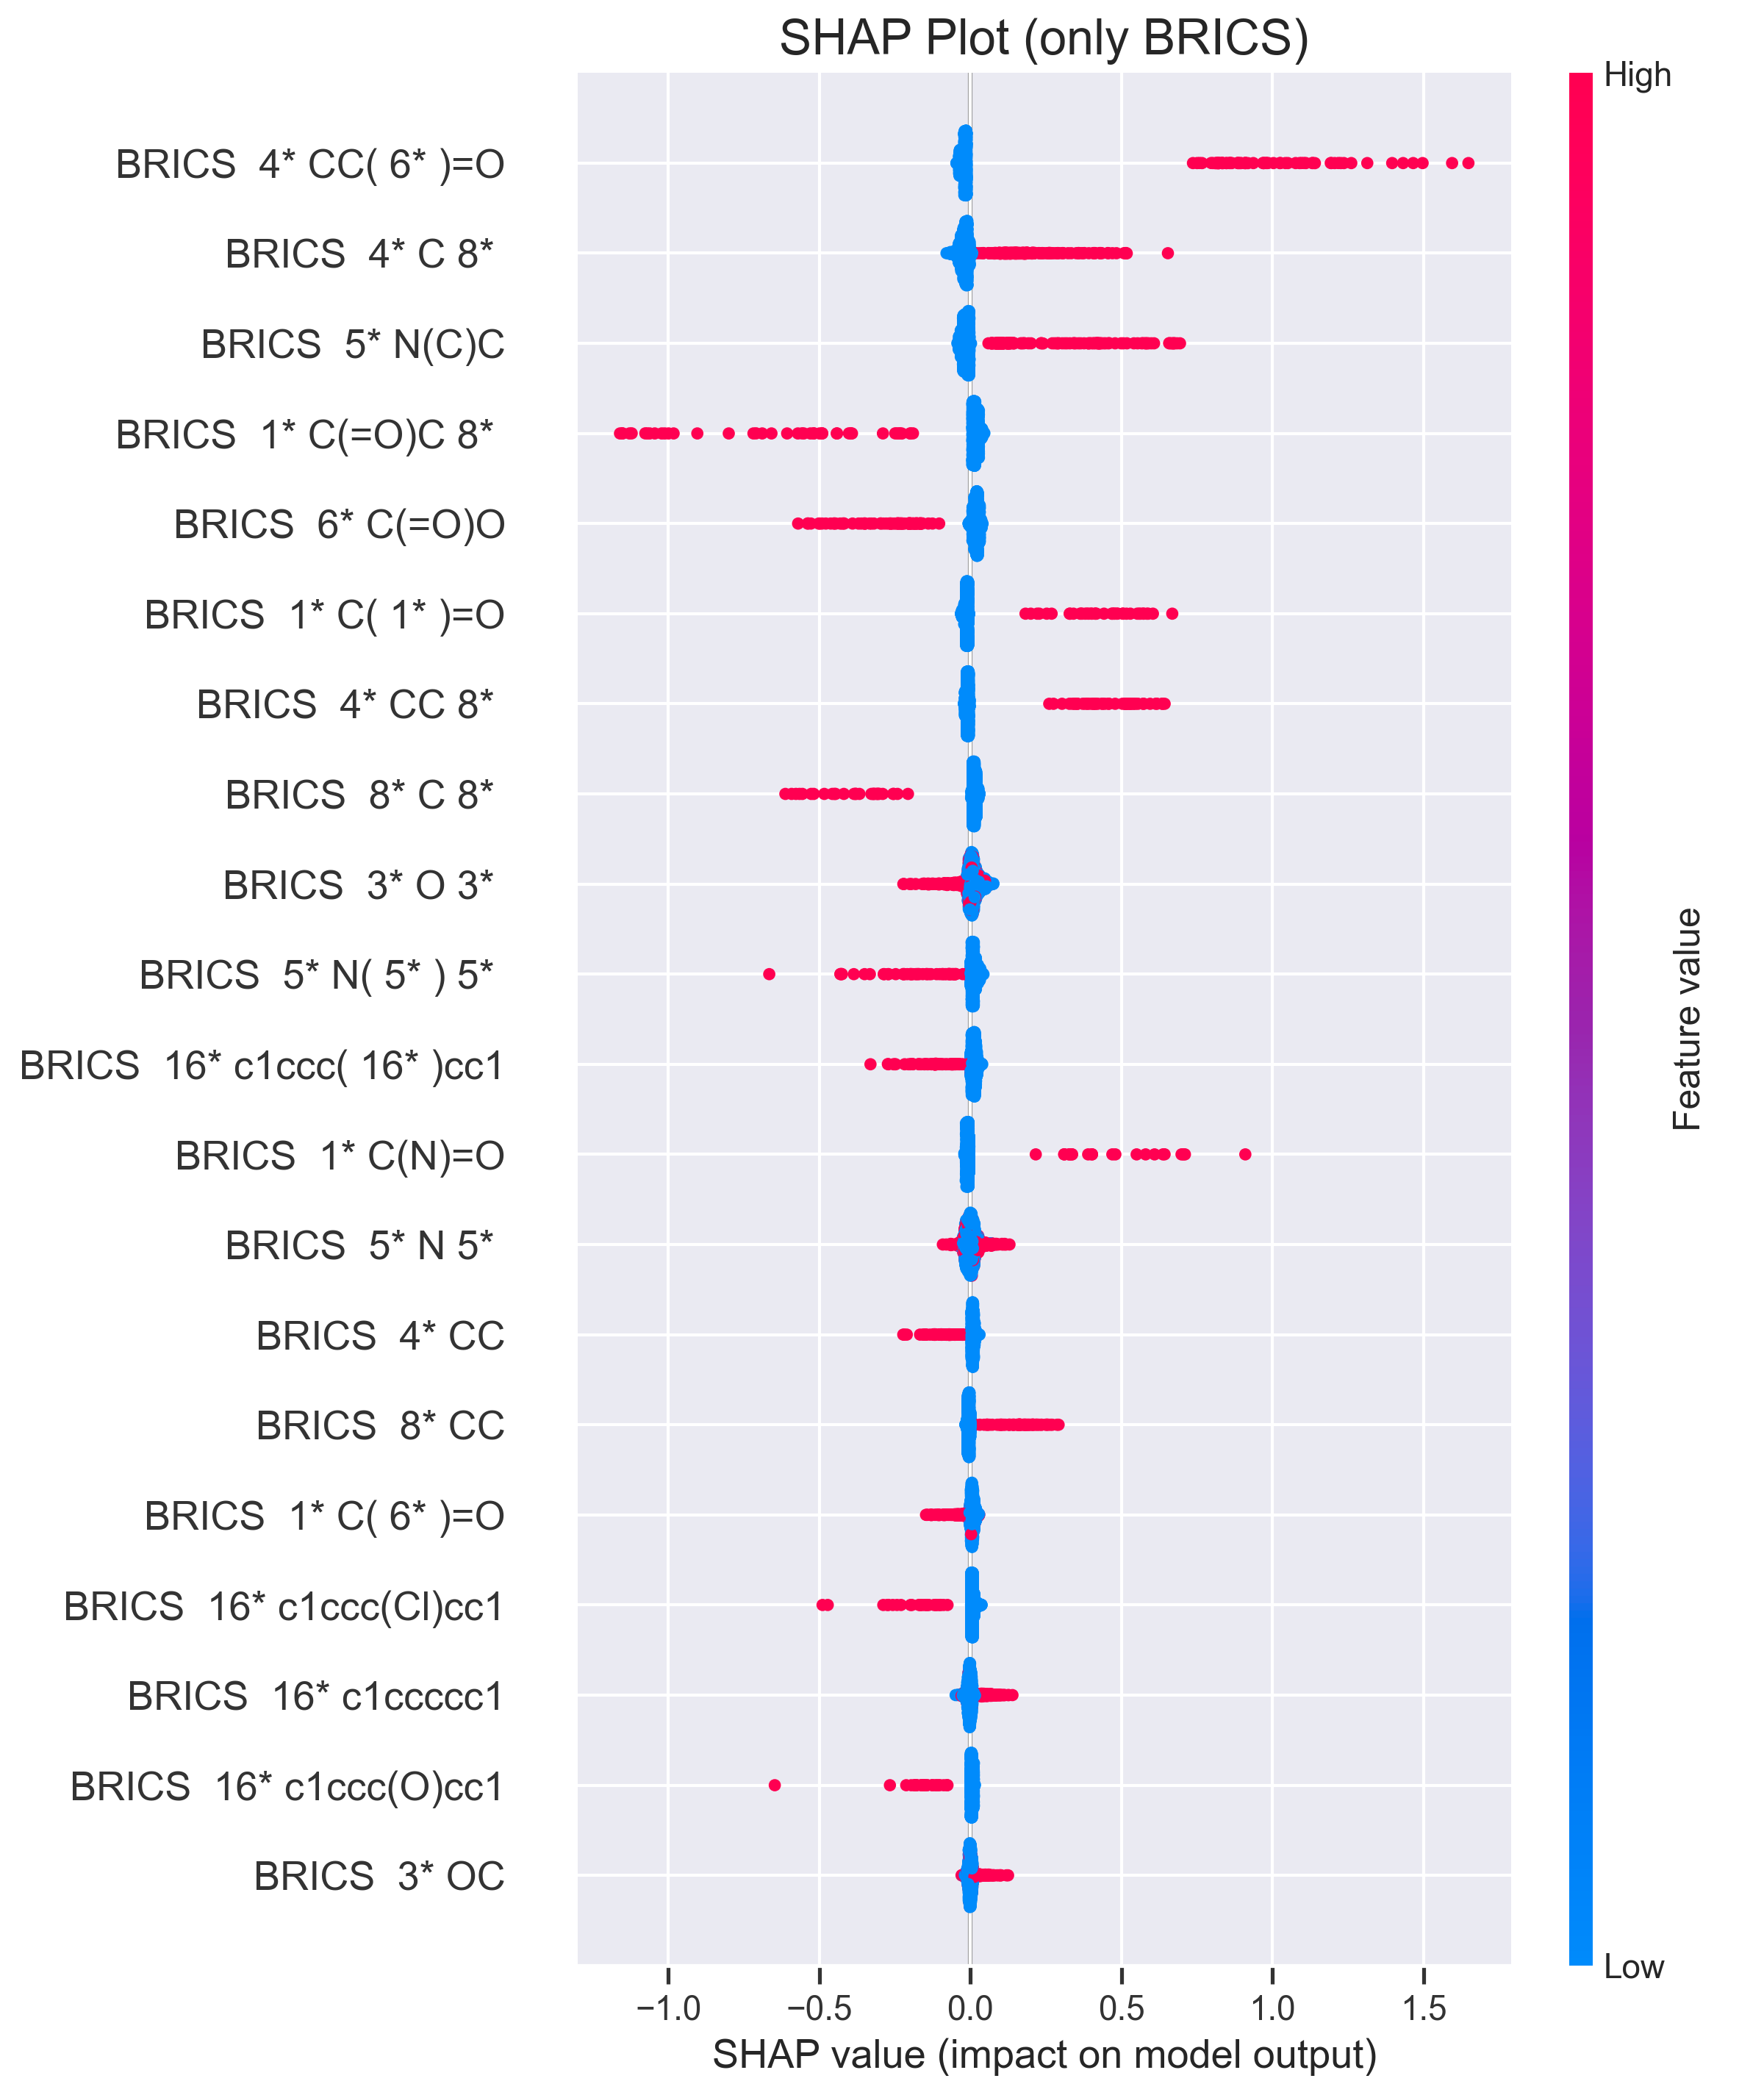 SHAP Plot (only BRICS)
High
BRICS  4* CC( 6* )=O
BRICS  4* C 8*
BRICS  5* N(C)C
BRICS  1* C(=O)C 8*
BRICS  6* C(=O)O
BRICS  1* C( 1* )=O
BRICS  4* CC 8*
BRICS  8* C 8*
BRICS  3* O 3*
BRICS  5* N( 5* ) 5*
BRICS  16* c1ccc( 16* )cc1
BRICS  1* C(N)=O
BRICS  5* N 5*
BRICS  4* CC
BRICS  8* CC
BRICS  1* C( 6* )=O
BRICS  16* c1ccc(Cl)cc1
BRICS  16* c1ccccc1
BRICS  16* c1ccc(O)cc1
BRICS  3* OC
Feature value
Low
−1.0 −0.5 0.0 0.5 1.0 1.5
SHAP value (impact on model output)